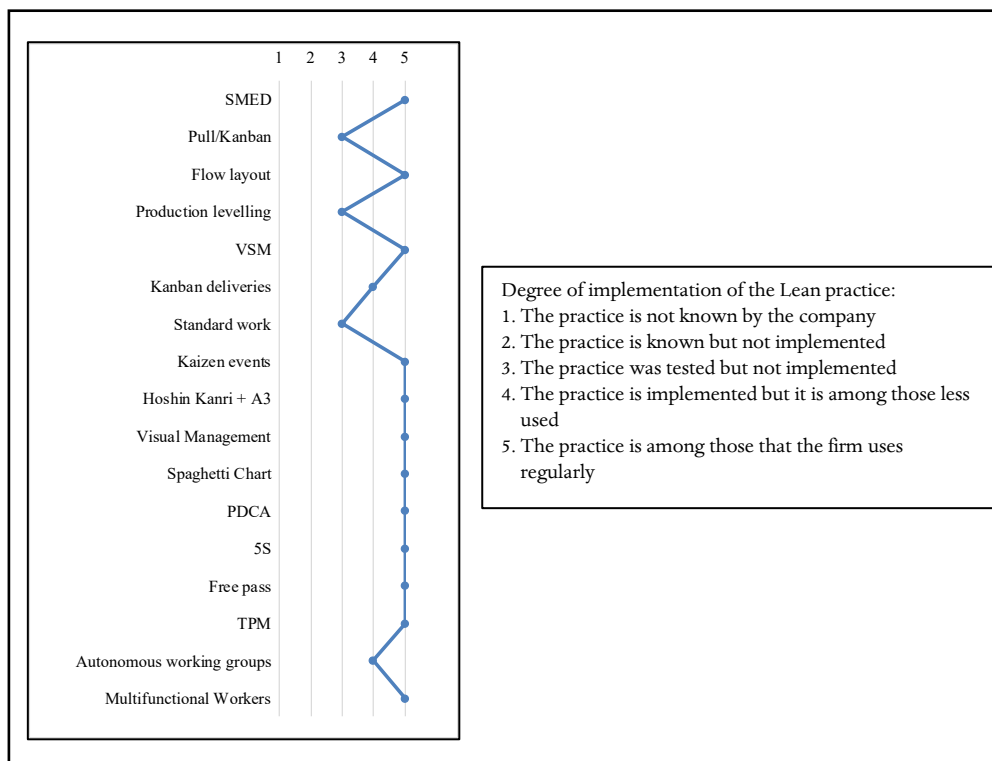 1 2 3 4 5
SMED
Pull/Kanban
Flow layout
Production levelling
VSM
Kanban deliveries
Standard work
Kaizen events
Hoshin Kanri + A3
Visual Management
Spaghetti Chart
PDCA
5S
Free pass
TPM
Autonomous working groups
Multifunctional Workers
Degree of implementation of the Lean practice:
1. The practice is not known by the company
2. The practice is known but not implemented
3. The practice was tested but not implemented
4. The practice is implemented but it is among those less
used
5. The practice is among those that the firm uses
regularly